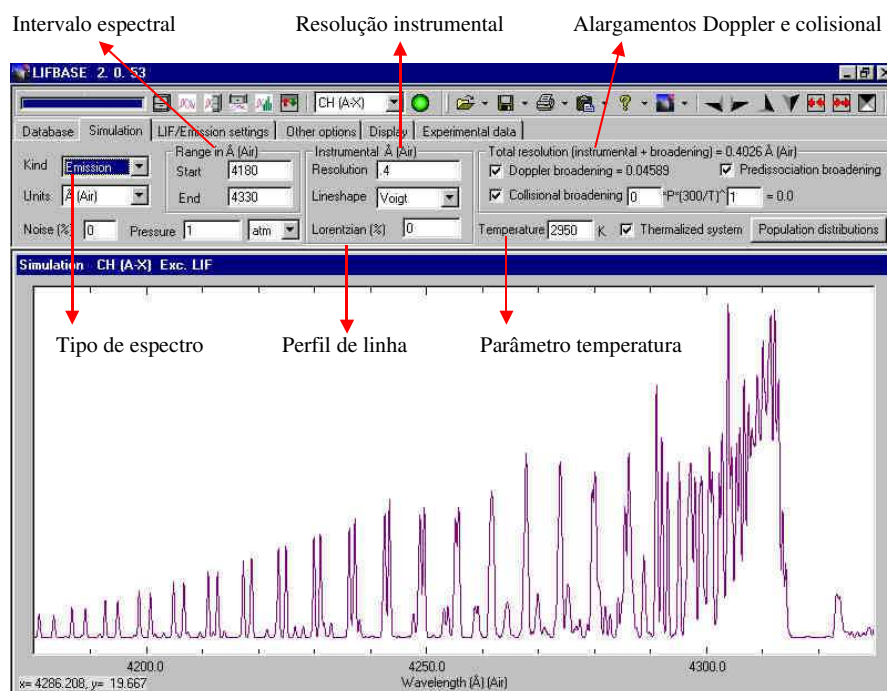 Intervalo espectral
Resolução instrumental
Alargamentos Doppler e colisional
LIFBASE 2. 0. 53
CH (A-X)
Database Simulation LIF/Emission settings Other options Display Experimental data
Range in Å (Air)
Instrumental Å (Air)
Total resolution (instrumental + broadening) = 0.4026 Å (Air)
Kind Emission
Start 4180
Resolution .4
Doppler broadening = 0.04589
Predissociation broadening
Units Å (Air)
End 4330
Lineshape Voigt
Collisional broadening 0 *P*(300/T)^ 1 = 0.0
Noise (%) 0
Pressure 1 atm
Lorentzian (%) 0
Temperature 2950 K
Thermalized system
Population distributions
Simulation CH (A-X) Exc. LIF
Tipo de espectro
Perfil de linha
Parâmetro temperatura
4200.0
4250.0
4300.0
x= 4286.208, y= 19.667
Wavelength (Å) (Air)